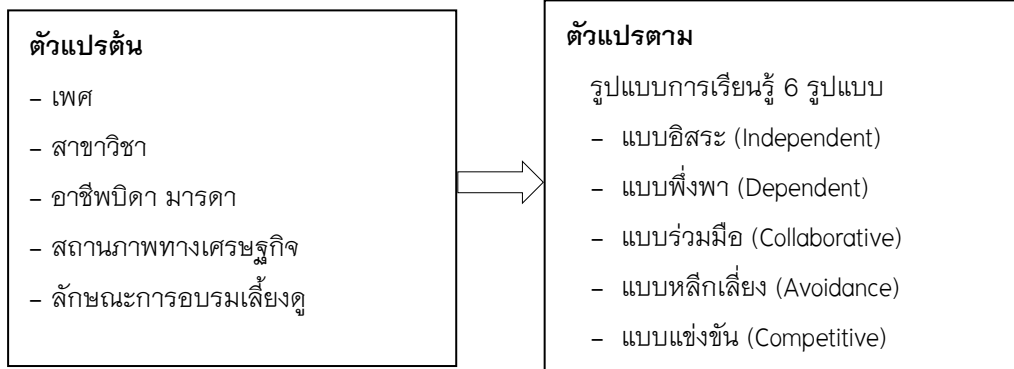 ตัวแปรต้น
- เพศ
- สาขาวิชา
- อาชีพบิดา มารดา
- สถานภาพทางเศรษฐกิจ
- ลักษณะการอบรมเลี้ยงดู
ตัวแปรตาม
รูปแบบการเรียนรู้ 6 รูปแบบ
- แบบอิสระ (Independent)
- แบบพึ่งพา (Dependent)
- แบบร่วมมือ (Collaborative)
- แบบหลีกเลี่ยง (Avoidance)
- แบบแข่งขัน (Competitive)